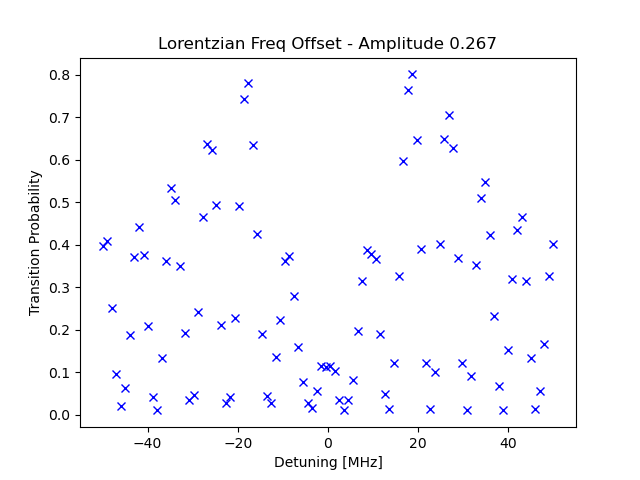 Lorentzian Freq Offset - Amplitude 0.267
Transition Probability
0.8
0.7
0.6
0.5
0.4
0.3
0.2
0.1
0.0
−40 −20 0 20 40
Detuning [MHz]